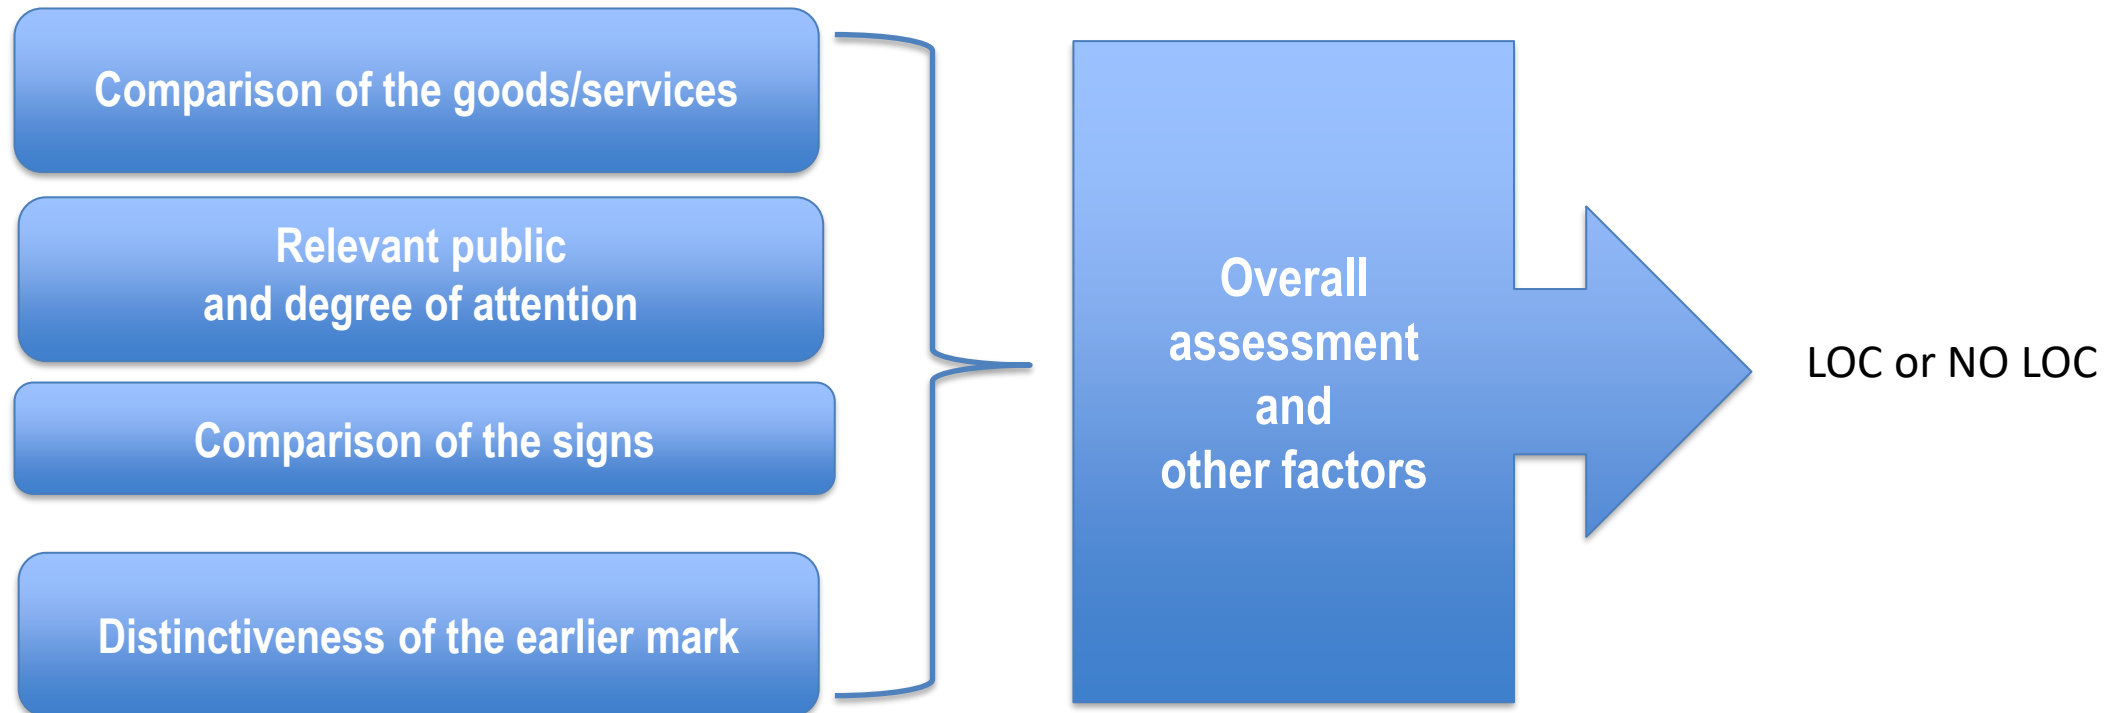 Comparison of the goods/services
Relevant public
and degree of attention
Comparison of the signs
Distinctiveness of the earlier mark
Overall
assessment
and
other factors
LOC or NO LOC